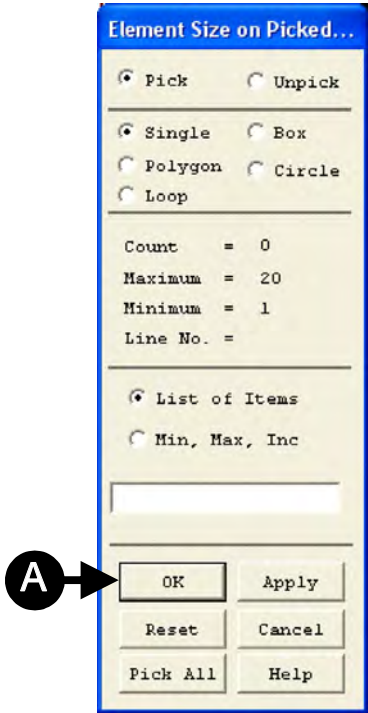 Element Size on Picked...
Pick Unpick
Single Box
Polygon Circle
Loop
Count = 0
Maximum = 20
Minimum = 1
Line No. =
List of Items
Min, Max, Inc
A OK Apply
Reset Cancel
Pick All Help